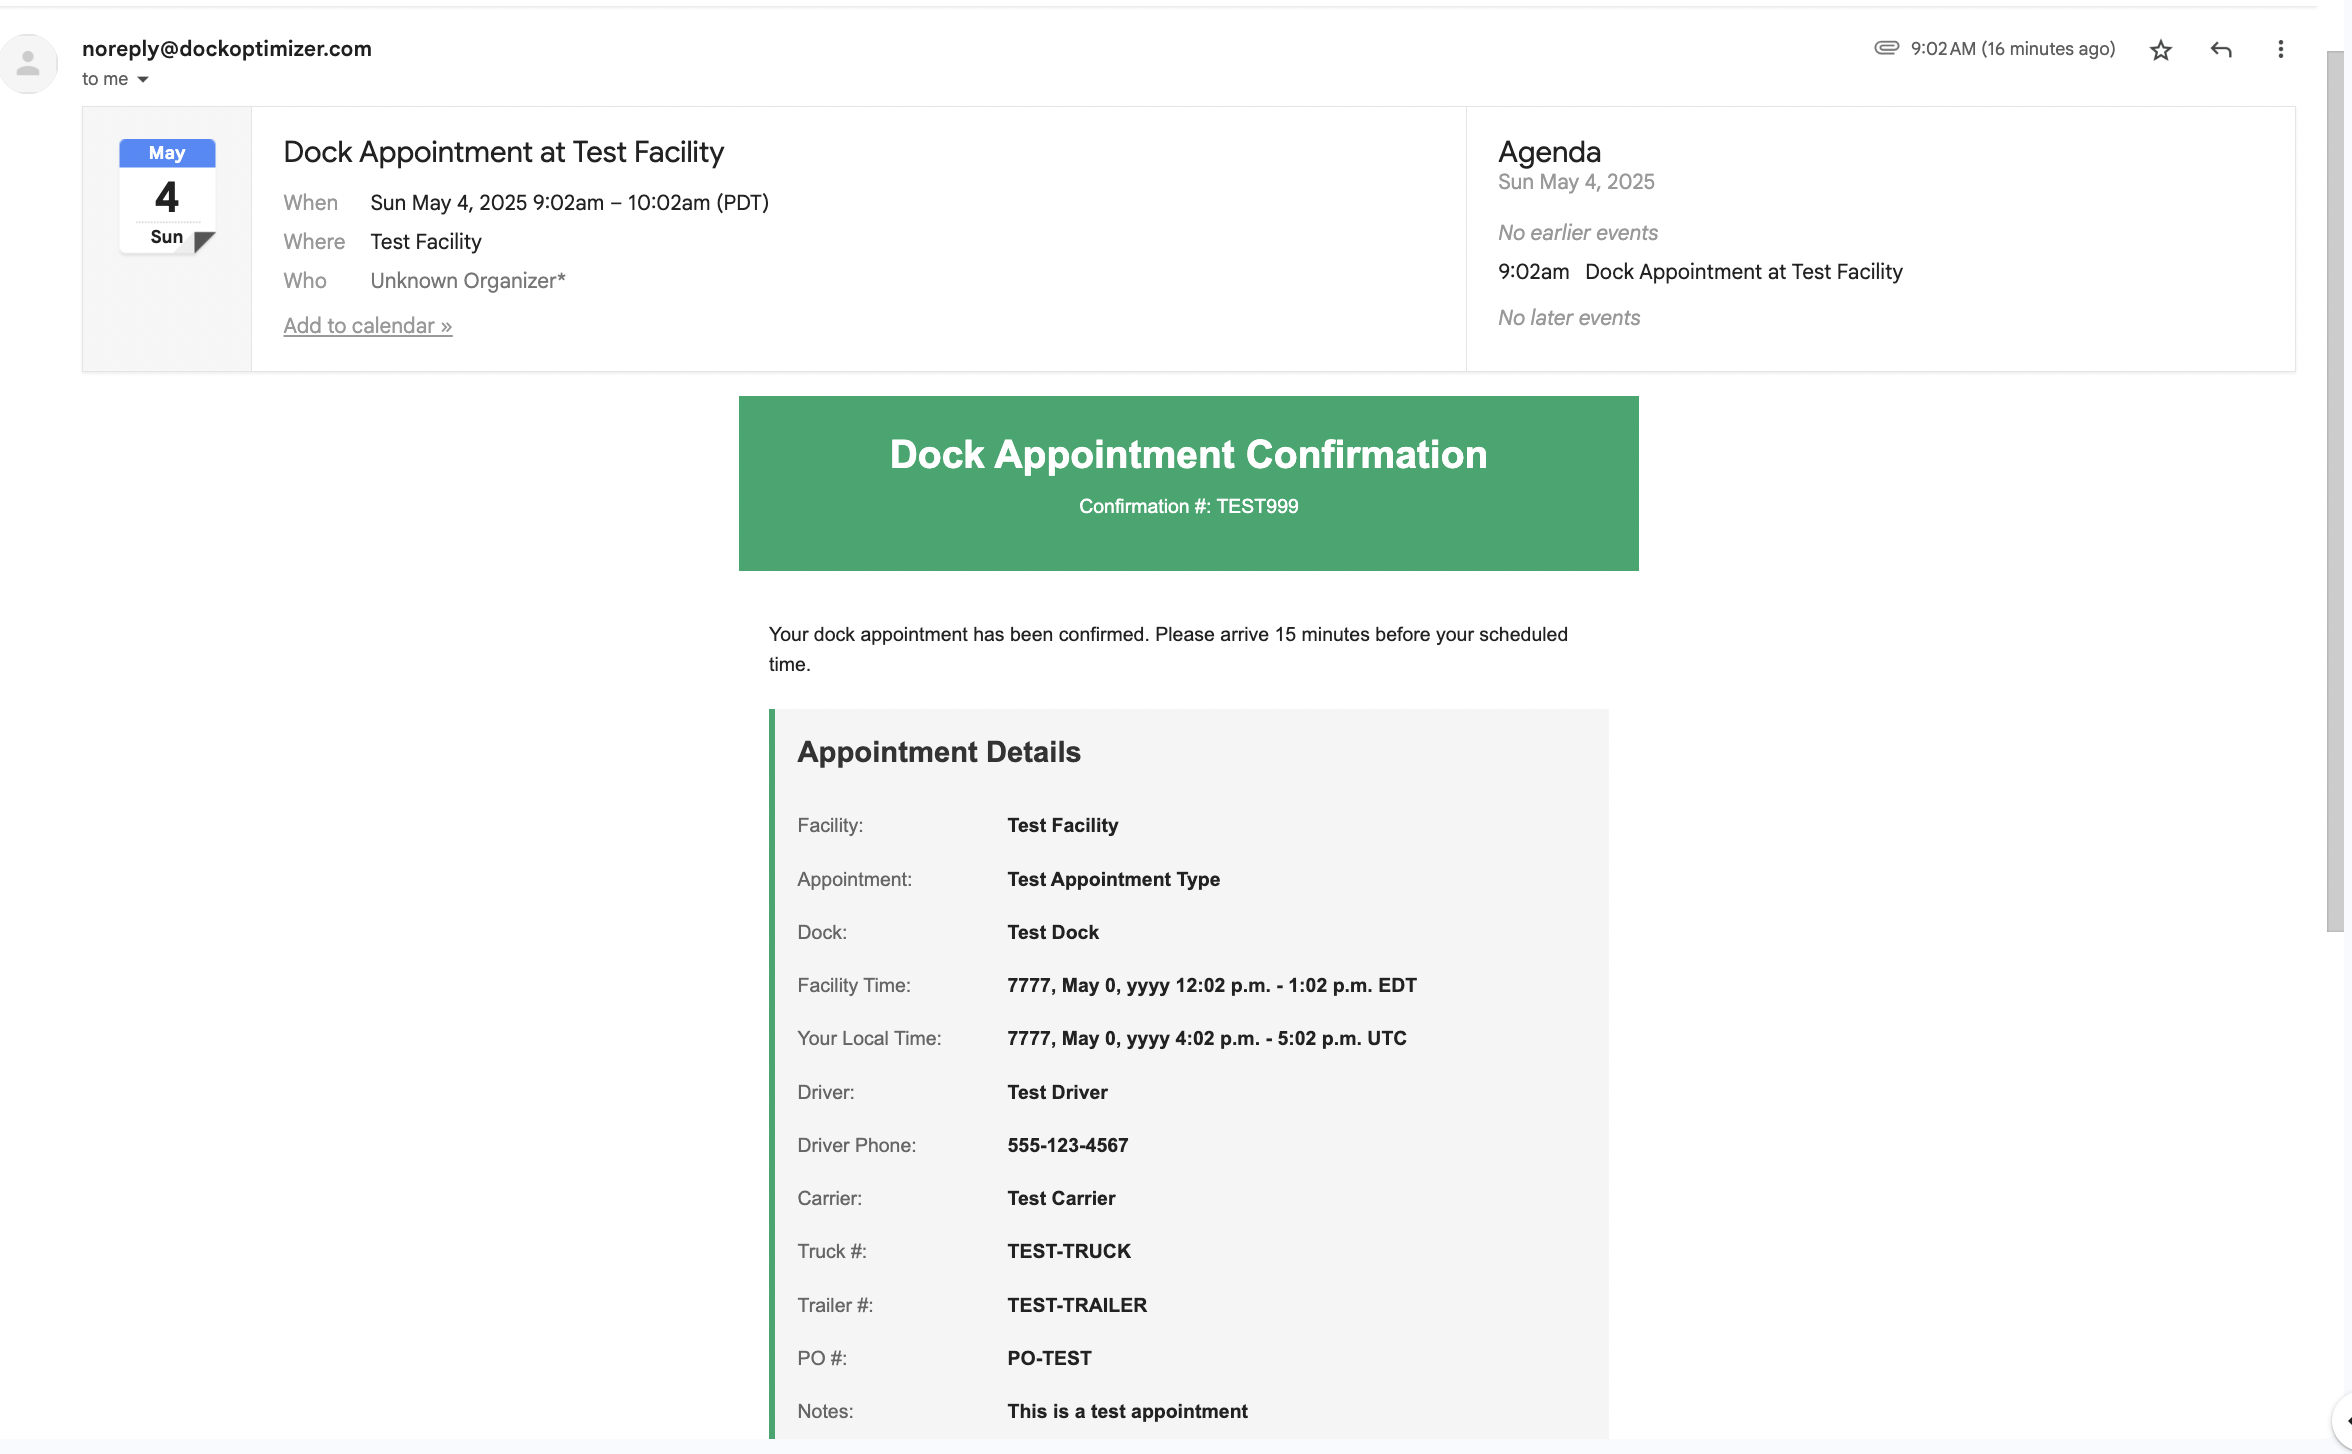 noreply@dockoptimizer.com
9:02 AM (16 minutes ago)
to me
May
4
Sun
Dock Appointment at Test Facility
When Sun May 4, 2025 9:02am – 10:02am (PDT)
Where Test Facility
Who Unknown Organizer*
Add to calendar »
Agenda
Sun May 4, 2025
No earlier events
9:02am Dock Appointment at Test Facility
No later events
Dock Appointment Confirmation
Confirmation #: TEST999
Your dock appointment has been confirmed. Please arrive 15 minutes before your scheduled
time.
Appointment Details
Facility: Test Facility
Appointment: Test Appointment Type
Dock: Test Dock
Facility Time: 7777, May 0, yyyy 12:02 p.m. - 1:02 p.m. EDT
Your Local Time: 7777, May 0, yyyy 4:02 p.m. - 5:02 p.m. UTC
Driver: Test Driver
Driver Phone: 555-123-4567
Carrier: Test Carrier
Truck #: TEST-TRUCK
Trailer #: TEST-TRAILER
PO #: PO-TEST
Notes: This is a test appointment